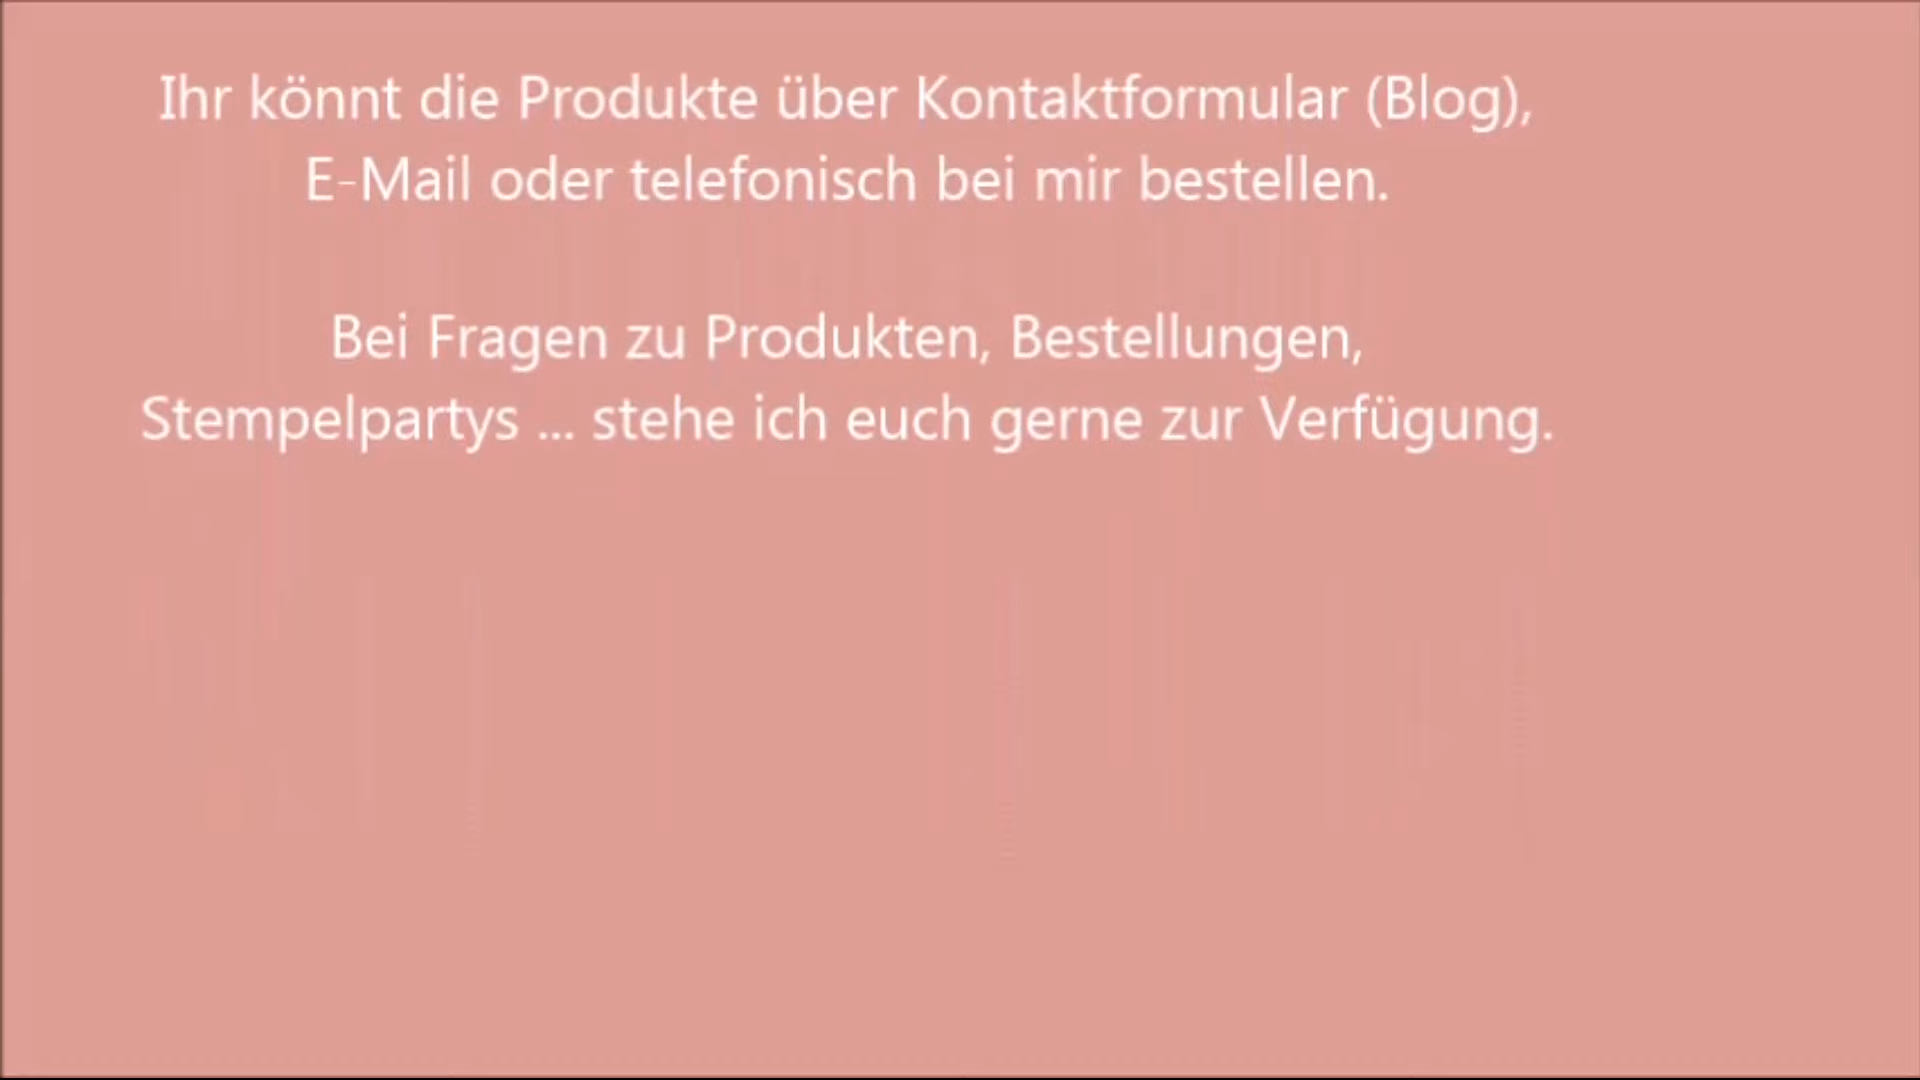 Ihr könnt die Produkte über Kontaktformular (Blog),
E-Mail oder telefonisch bei mir bestellen.
Bei Fragen zu Produkten, Bestellungen,
Stempelpartys ... stehe ich euch gerne zur Verfügung.